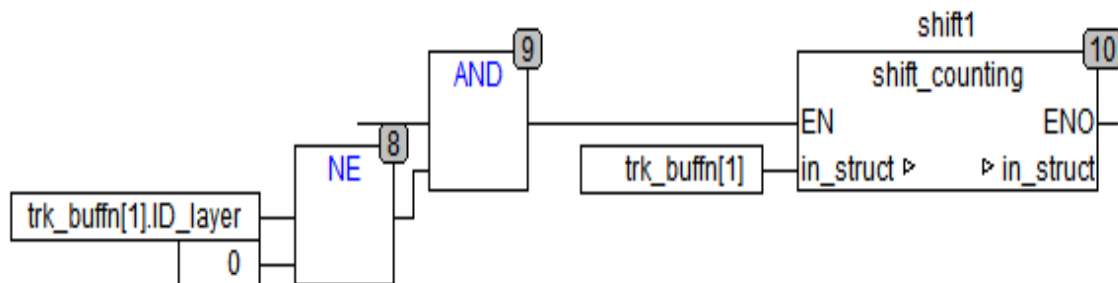 shift1
9
10
AND
shift_counting
8
EN
ENO
NE
trk_buffn[1]
in_struct
in_struct
trk_buffn[1].ID_layer
0